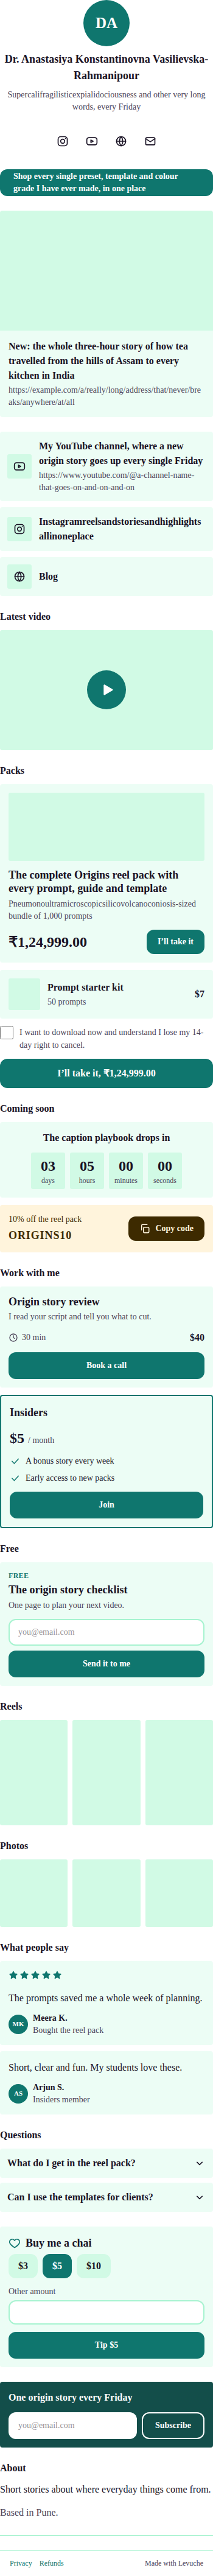 DA
Dr. Anastasiya Konstantinovna Vasilievska-
Rahmanipour
Supercalifragilisticexpialidociousness and other very long
words, every Friday
Shop every single preset, template and colour
grade I have ever made, in one place
New: the whole three-hour story of how tea
travelled from the hills of Assam to every
kitchen in India
https://example.com/a/really/long/address/that/never/bre
aks/anywhere/at/all
My YouTube channel, where a new
origin story goes up every single Friday
https://www.youtube.com/@a-channel-name-
that-goes-on-and-on-and-on
Instagramreelsandstoriesandhighlights
allinoneplace
Blog
Latest video
Packs
The complete Origins reel pack with
every prompt, guide and template
Pneumonoultramicroscopicsilicovolcanoconiosis-sized
bundle of 1,000 prompts
₹1,24,999.00
I’ll take it
Prompt starter kit
50 prompts
$7
I want to download now and understand I lose my 14-
day right to cancel.
I’ll take it, ₹1,24,999.00
Coming soon
The caption playbook drops in
03 05 00 00
days hours minutes seconds
10% off the reel pack
ORIGINS10
Copy code
Work with me
Origin story review
I read your script and tell you what to cut.
30 min
$40
Book a call
Insiders
$5 / month
A bonus story every week
Early access to new packs
Join
Free
FREE
The origin story checklist
One page to plan your next video.
you@email.com
Send it to me
Reels
Photos
What people say
The prompts saved me a whole week of planning.
MK
Meera K.
Bought the reel pack
Short, clear and fun. My students love these.
AS
Arjun S.
Insiders member
Questions
What do I get in the reel pack?
Can I use the templates for clients?
Buy me a chai
$3 $5 $10
Other amount
Tip $5
One origin story every Friday
you@email.com
Subscribe
About
Short stories about where everyday things come from.
Based in Pune.
Privacy Refunds Made with Levuche